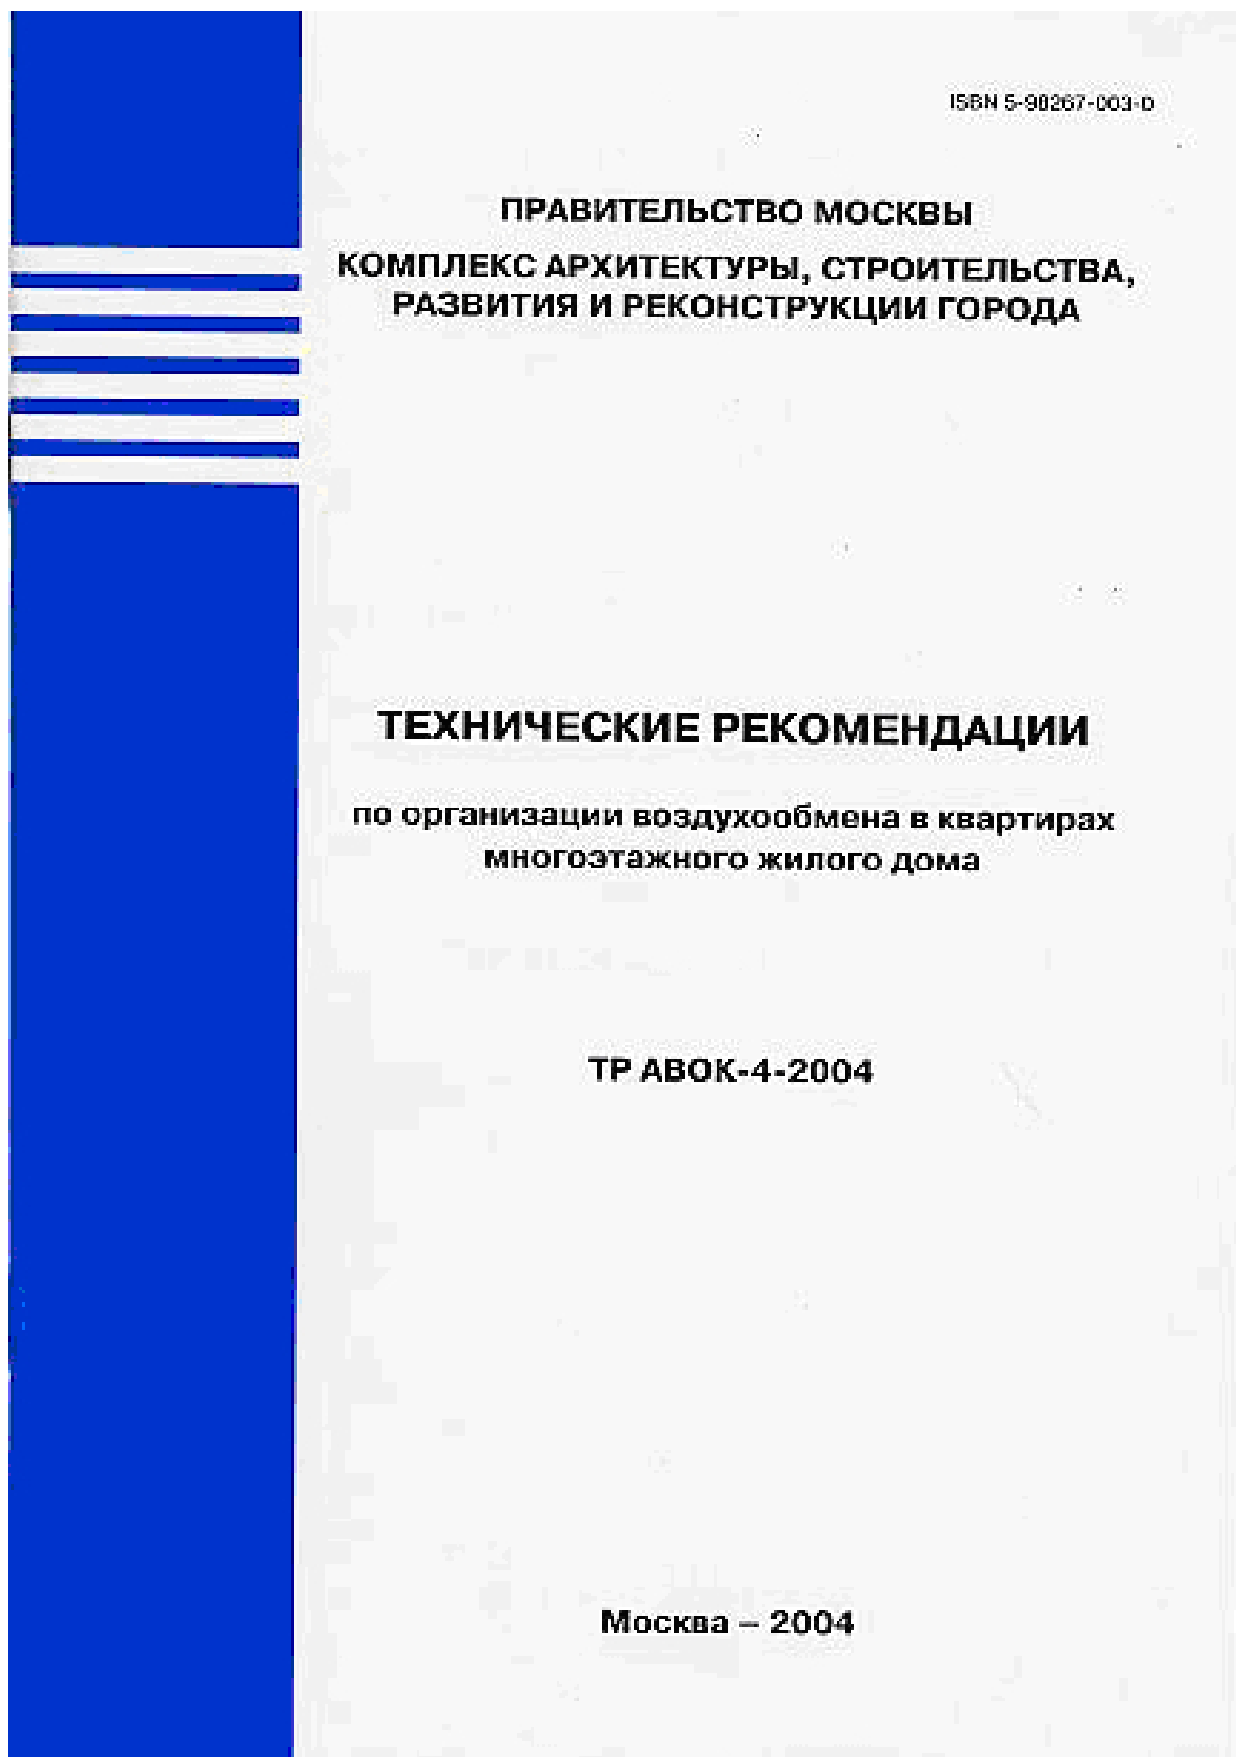 ISBN 5-98267-003-0
ПРАВИТЕЛЬСТВО МОСКВЫ
КОМПЛЕКС АРХИТЕКТУРЫ, СТРОИТЕЛЬСТВА,
РАЗВИТИЯ И РЕКОНСТРУКЦИИ ГОРОДА
ТЕХНИЧЕСКИЕ РЕКОМЕНДАЦИИ
по организации воздухообмена в квартирах
многоэтажного жилого дома
ТР АВОК-4-2004
Москва – 2004